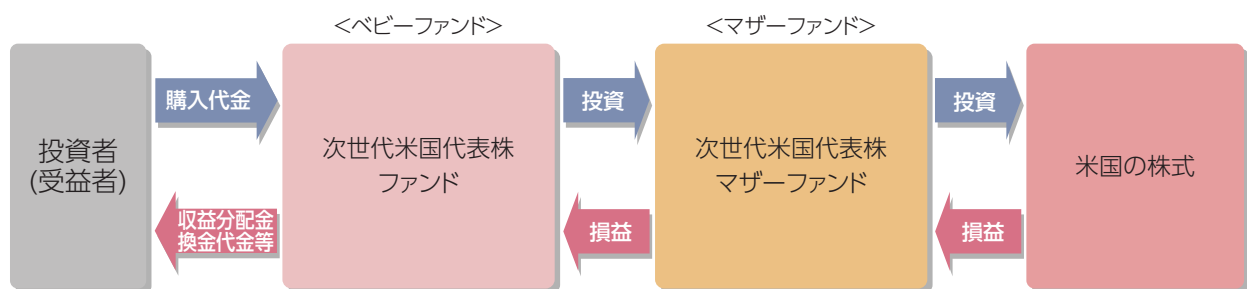 <ベビーファンド>
<マザーファンド>
投資者
(受益者)
購入代金
収益分配金
換金代金等
次世代米国代表株
ファンド
投資
損益
次世代米国代表株
マザーファンド
投資
損益
米国の株式